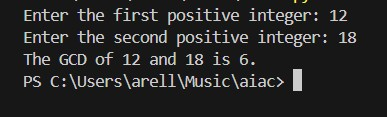 Enter the first positive integer: 12
Enter the second positive integer: 18
The GCD of 12 and 18 is 6.
PS C:\Users\arell\Music\aiac>